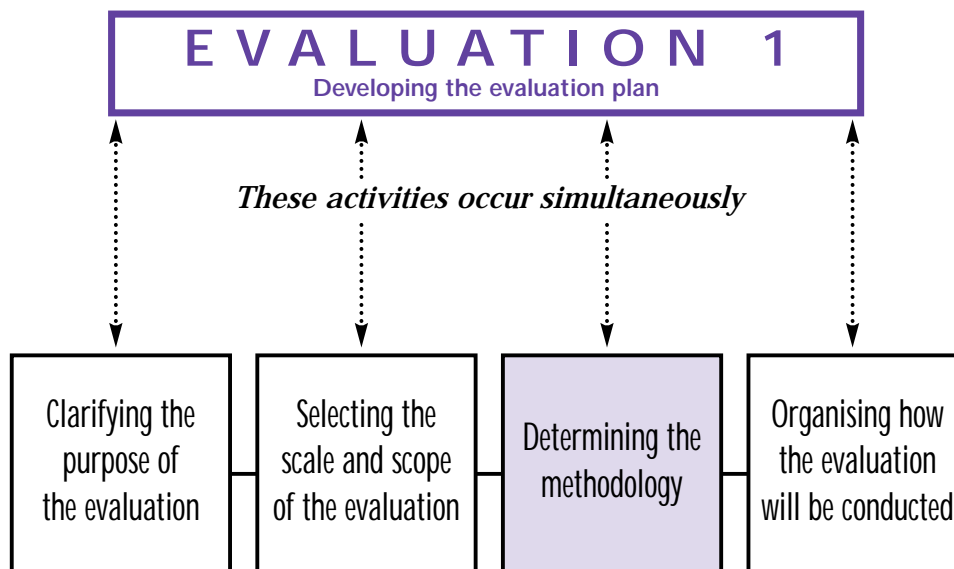 EVALUATION 1
Developing the evaluation plan
These activities occur simultaneously
Clarifying the
purpose of
the evaluation
Selecting the
scale and scope
of the evaluation
Determining the
methodology
Organising how
the evaluation
will be conducted